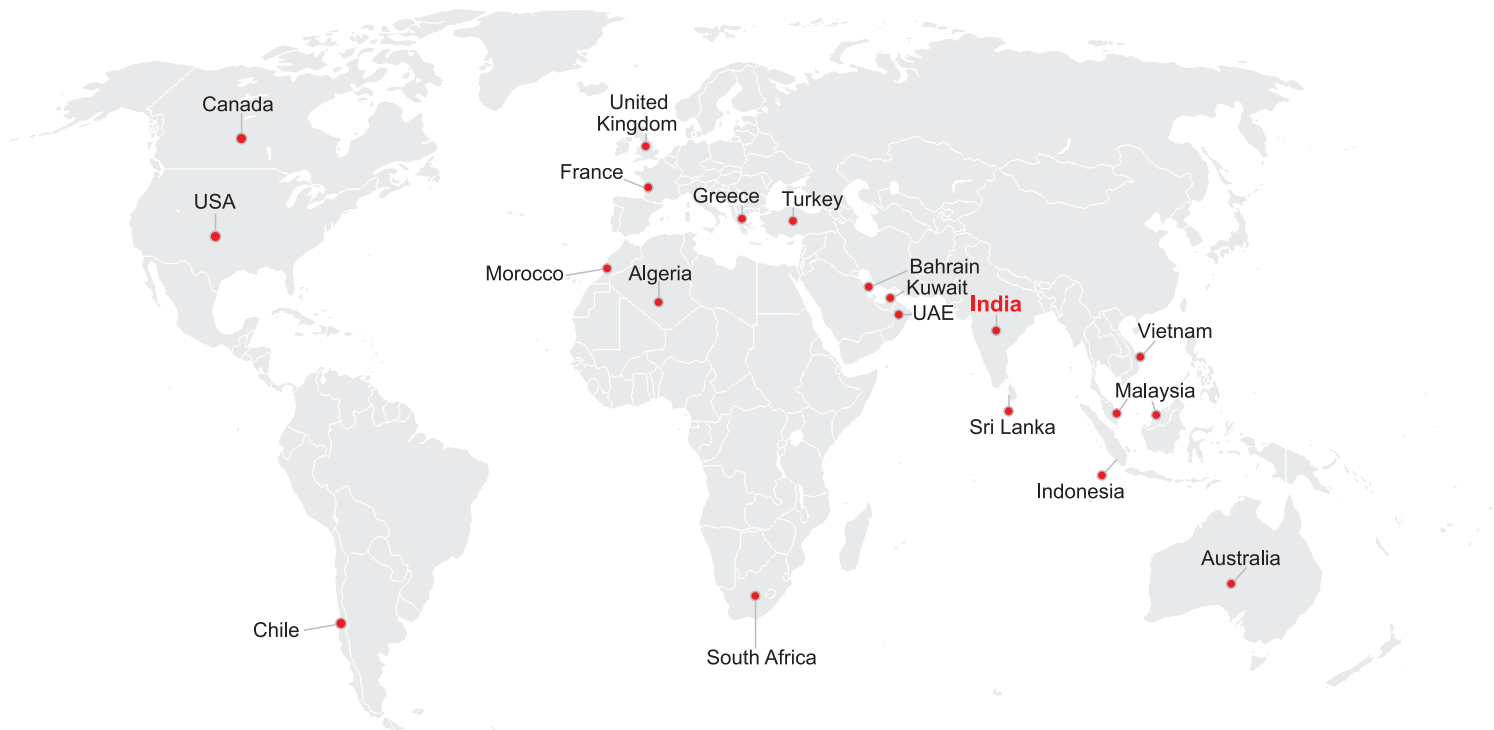 Canada
United
Kingdom
France
USA
Greece
Turkey
Morocco
Algeria
Bahrain
Kuwait
India
UAE
Vietnam
Malaysia
Sri Lanka
Indonesia
Australia
Chile
South Africa